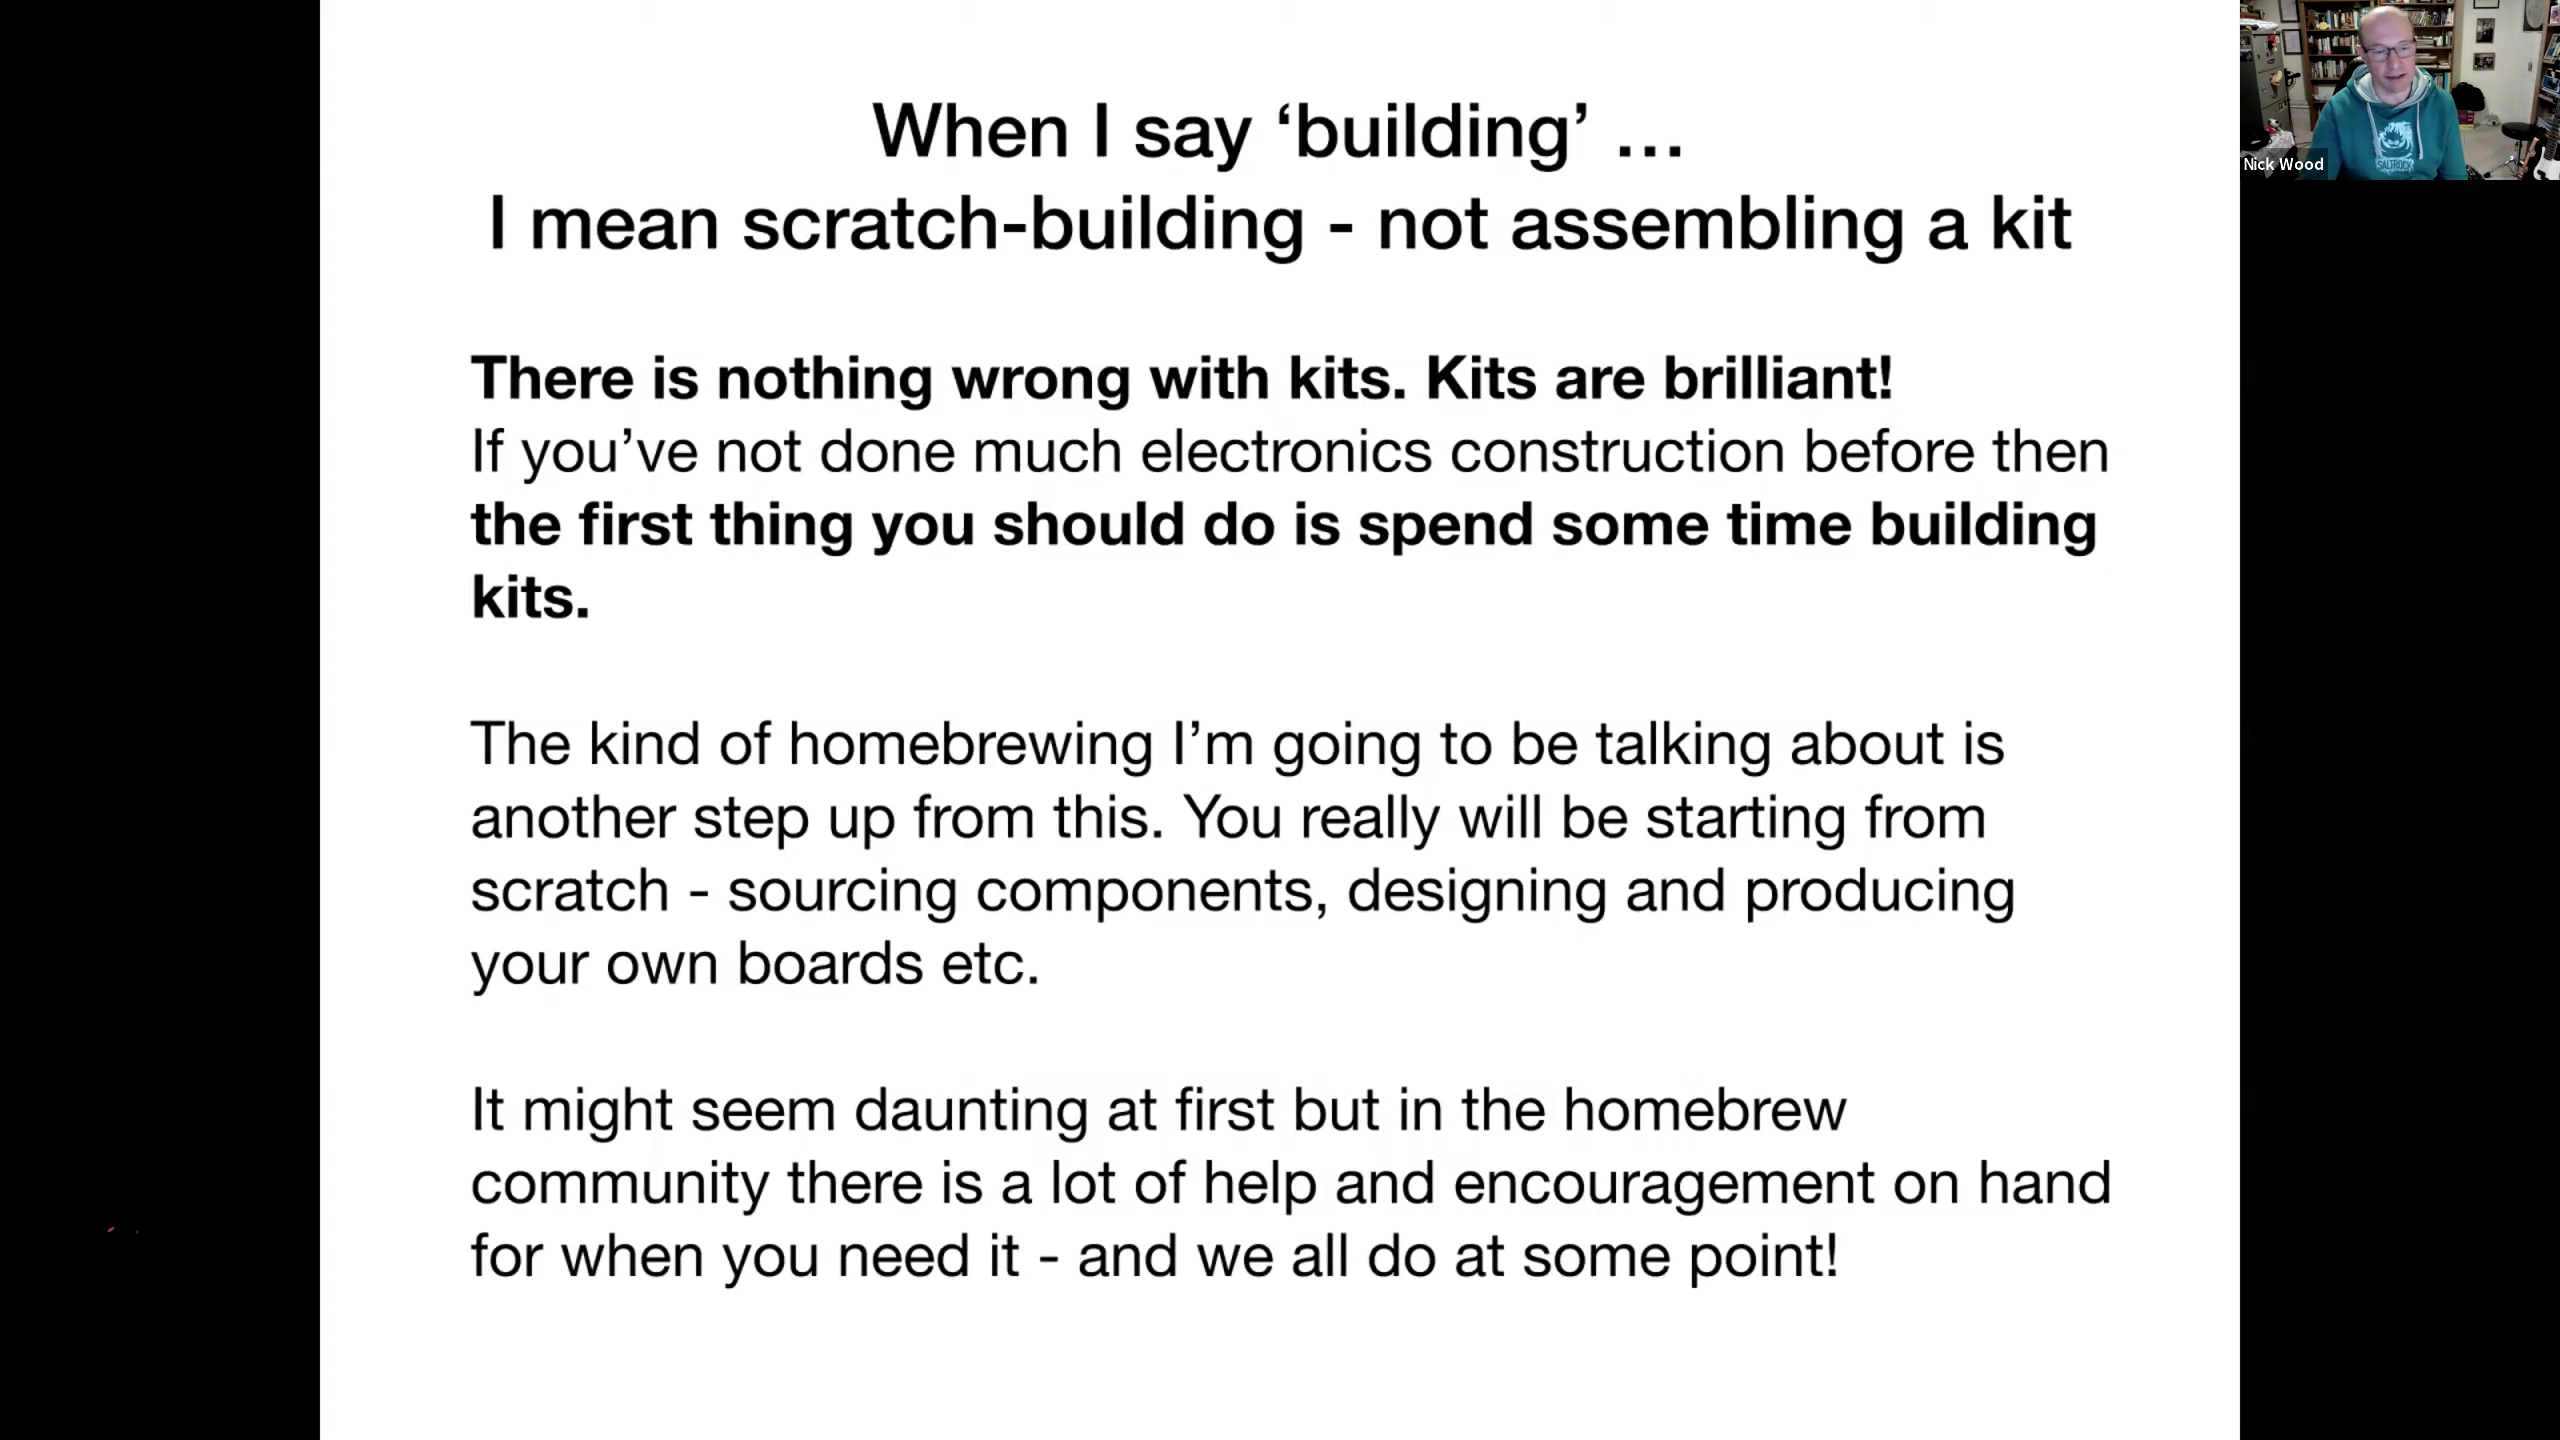 When I say ‘building’ …
I mean scratch-building - not assembling a kit
There is nothing wrong with kits. Kits are brilliant!
If you’ve not done much electronics construction before then
the first thing you should do is spend some time building
kits.
The kind of homebrewing I’m going to be talking about is
another step up from this. You really will be starting from
scratch - sourcing components, designing and producing
your own boards etc.
It might seem daunting at first but in the homebrew
community there is a lot of help and encouragement on hand
for when you need it - and we all do at some point!
SALTROCK
Nick Wood